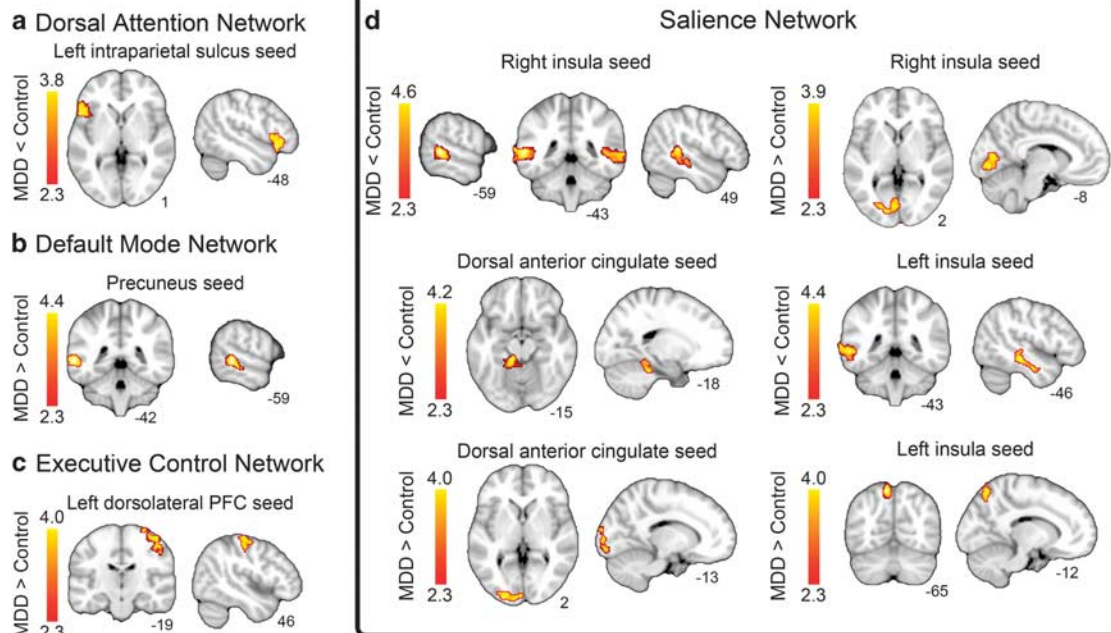 a Dorsal Attention Network
Left intraparietal sulcus seed
MDD < Control
3.8
2.3
1
-48
b Default Mode Network
Precuneus seed
MDD > Control
4.4
2.3
-42
-59
c Executive Control Network
Left dorsolateral PFC seed
MDD > Control
4.0
2.3
-19
46
d Salience Network
Right insula seed
MDD < Control
4.6
2.3
-59
-43
49
Right insula seed
MDD > Control
3.9
2.3
2
-8
Dorsal anterior cingulate seed
MDD < Control
4.2
2.3
-15
-18
Left insula seed
MDD < Control
4.4
2.3
-43
-46
Dorsal anterior cingulate seed
MDD > Control
4.0
2.3
2
-13
Left insula seed
MDD > Control
4.0
2.3
-65
-12